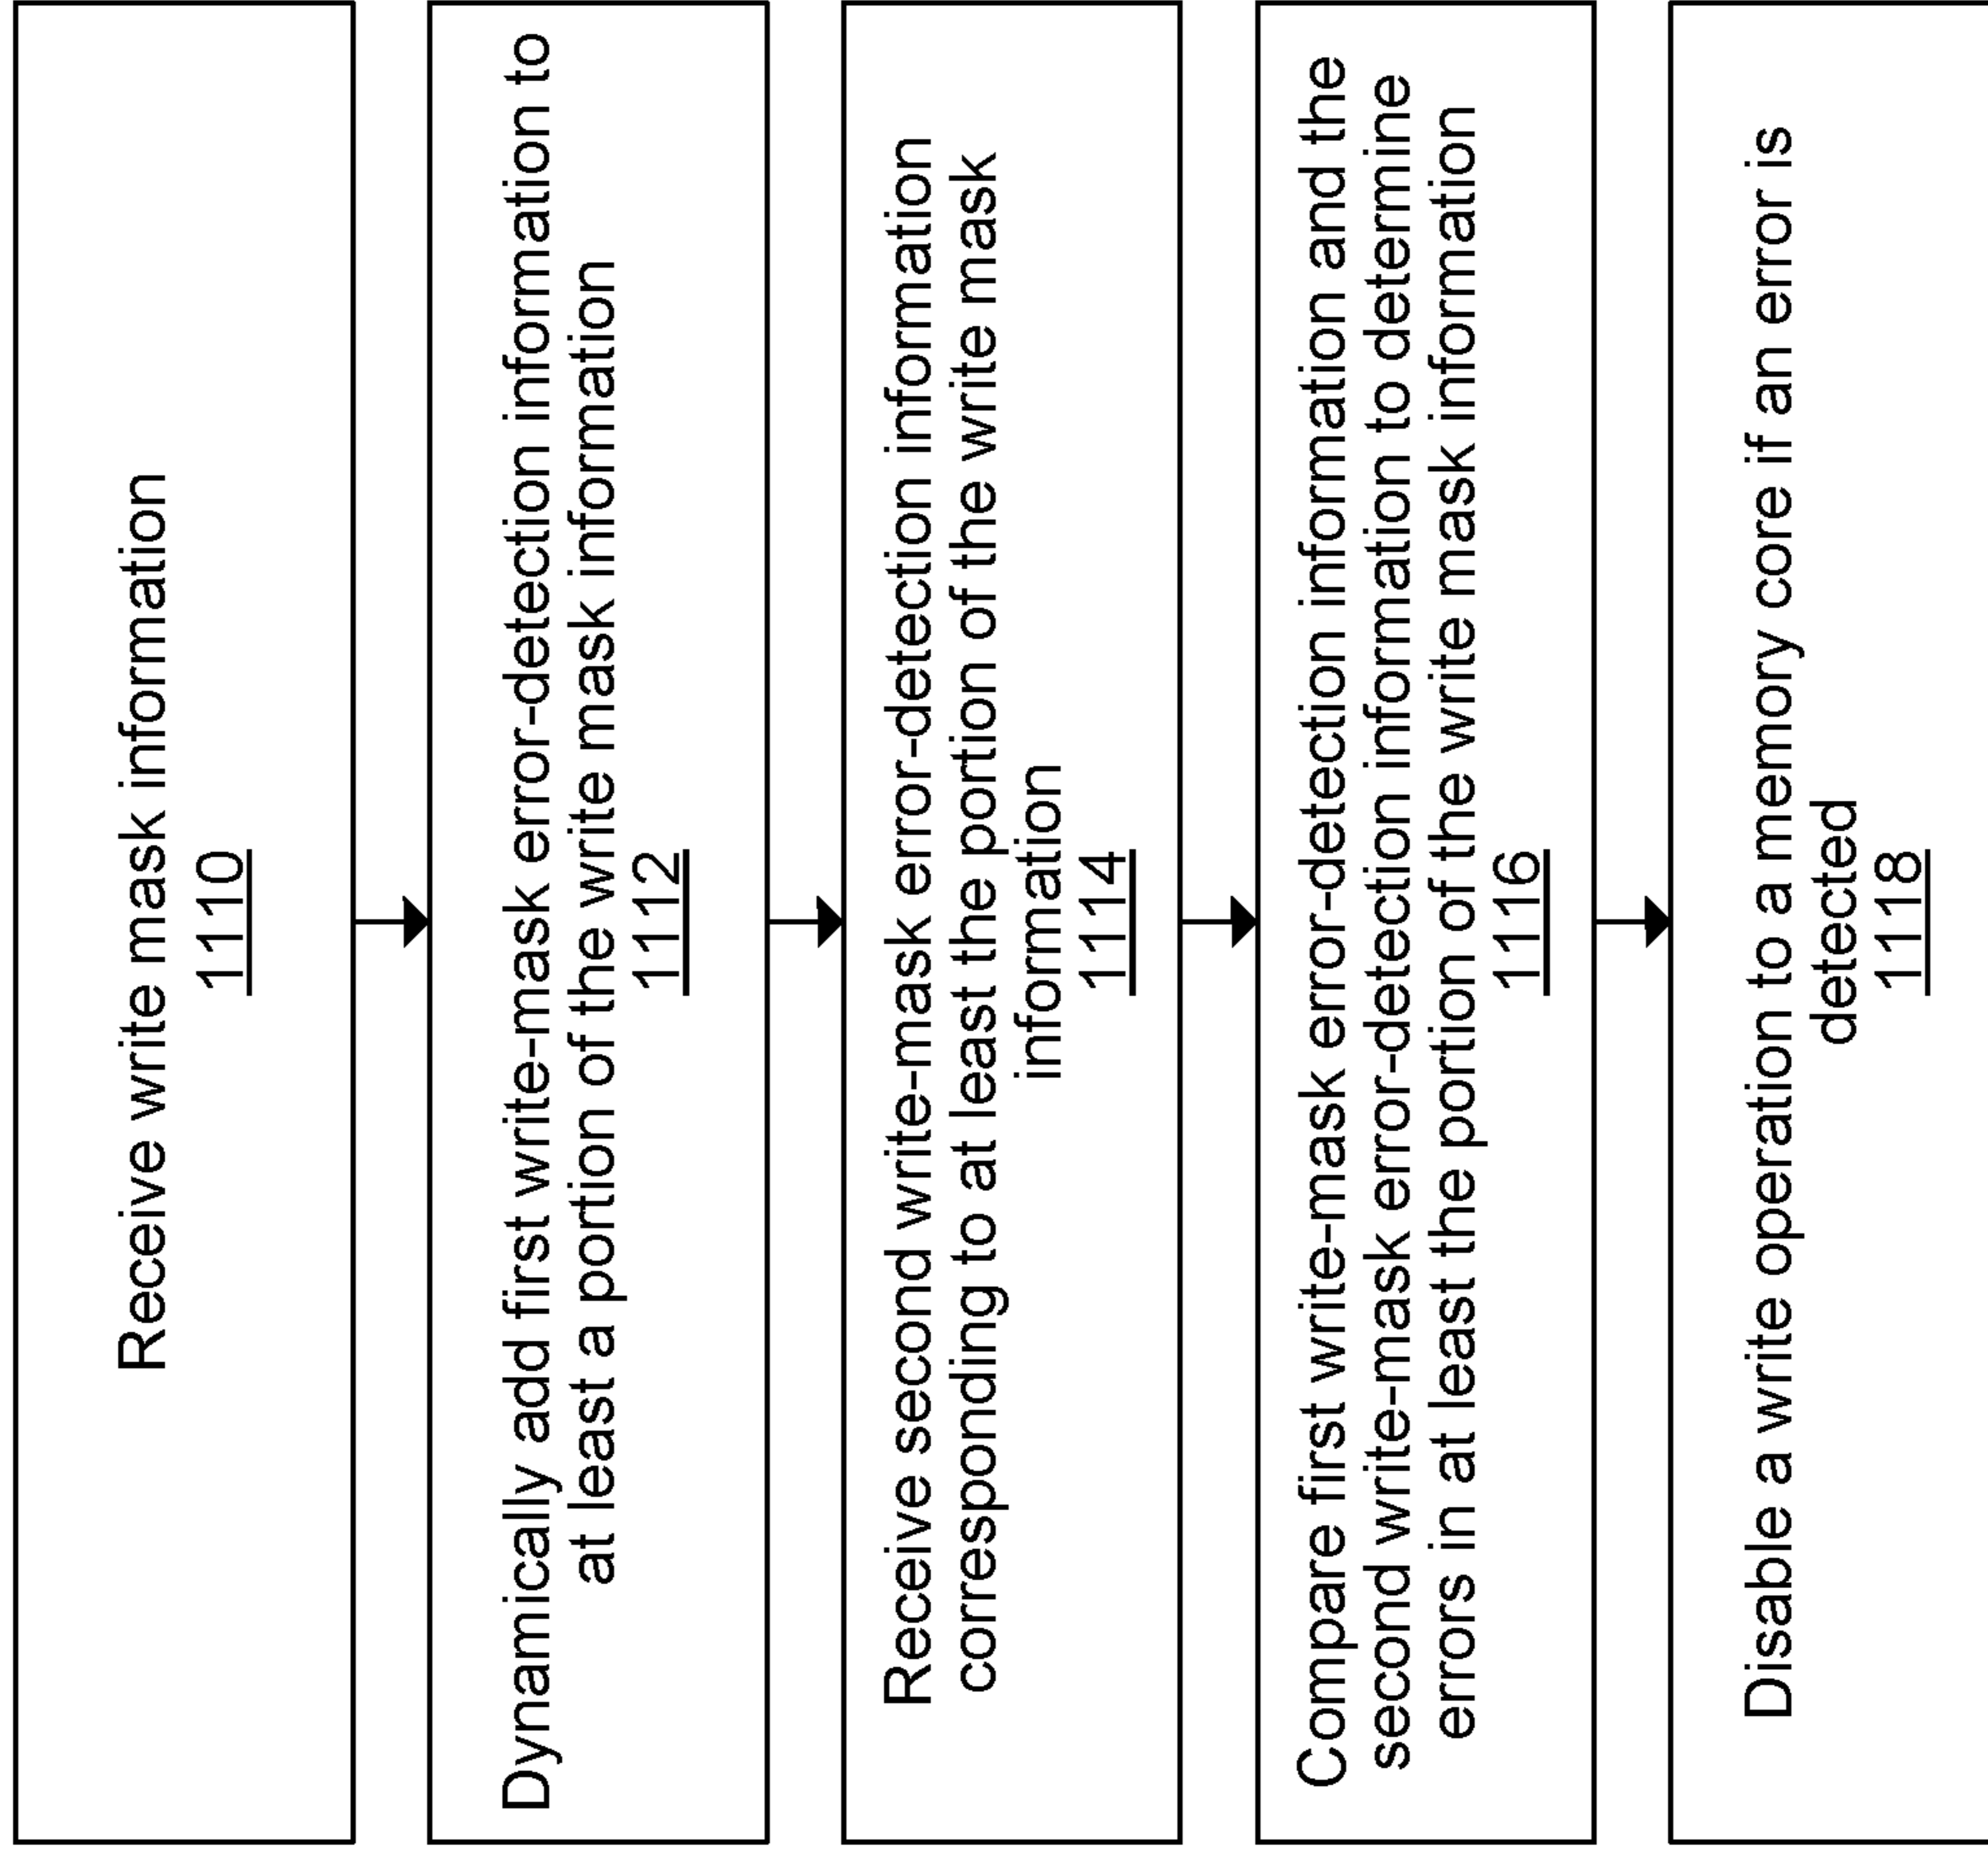 Receive write mask information
1110
Dynamically add first write-mask error-detection information to
at least a portion of the write mask information
1112
Receive second write-mask error-detection information
corresponding to at least the portion of the write mask
information
1114
Compare first write-mask error-detection information and the
second write-mask error-detection information to determine
errors in at least the portion of the write mask information
1116
Disable a write operation to a memory core if an error is
detected
1118